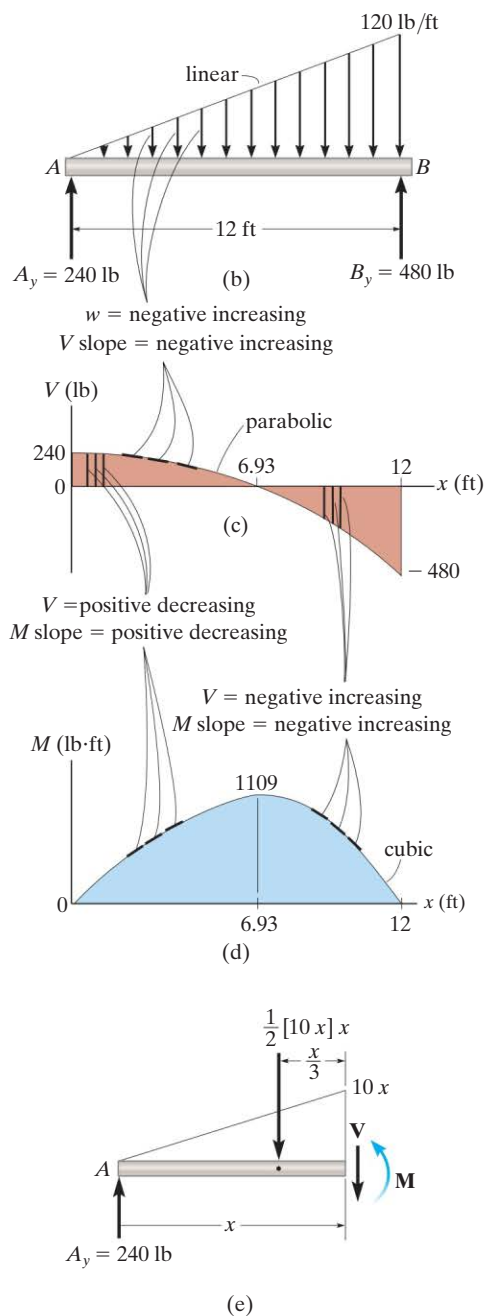 120 lb/ft
linear
A
B
12 ft
A_y = 240 lb
(b)
B_y = 480 lb
w = negative increasing
V slope = negative increasing
V (lb)
parabolic
240
6.93
12
0
x (ft)
(c)
− 480
V =positive decreasing
M slope = positive decreasing
V = negative increasing
M slope = negative increasing
M (lb·ft)
1109
cubic
0
x (ft)
6.93
12
(d)
1/2 [10 x] x
x/3
10 x
V
A
M
x
A_y = 240 lb
(e)